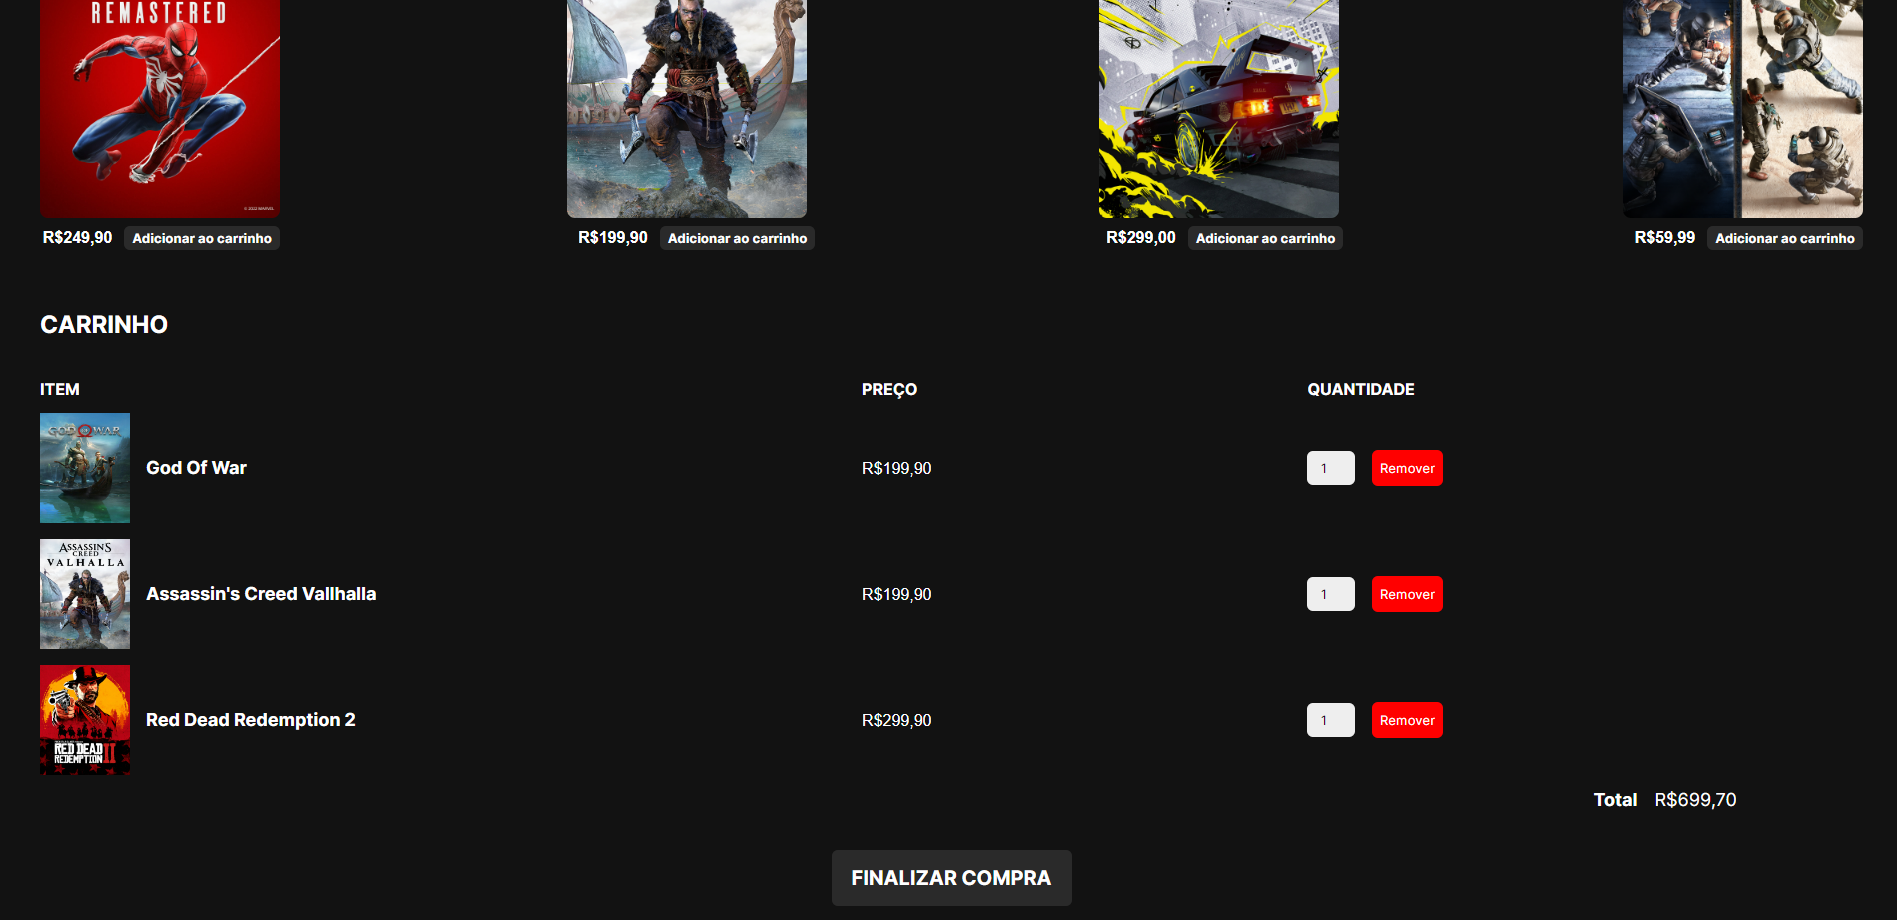 REMASTERED
© 2022 MARVEL
R$249,90 Adicionar ao carrinho
R$199,90 Adicionar ao carrinho
R$299,00 Adicionar ao carrinho
R$59,99 Adicionar ao carrinho
CARRINHO
ITEM PREÇO QUANTIDADE
GOD OF WAR
God Of War R$199,90 1 Remover
ASSASSIN'S
CREED
VALHALLA
Assassin's Creed Vallhalla R$199,90 1 Remover
Red Dead Redemption 2 R$299,90 1 Remover
RED DEAD
REDEMPTION II
Total R$699,70
FINALIZAR COMPRA